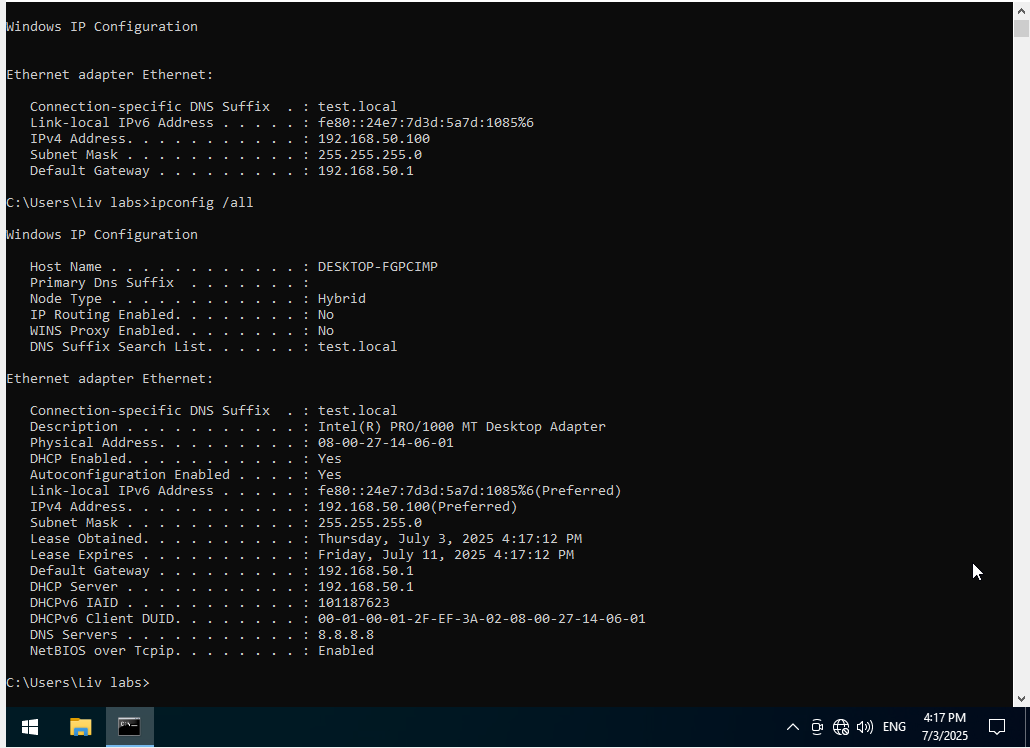 Windows IP Configuration
Ethernet adapter Ethernet:
Connection-specific DNS Suffix  . : test.local
Link-local IPv6 Address . . . . . : fe80::24e7:7d3d:5a7d:1085%6
IPv4 Address. . . . . . . . . . . : 192.168.50.100
Subnet Mask . . . . . . . . . . . : 255.255.255.0
Default Gateway . . . . . . . . . : 192.168.50.1
C:\Users\Liv labs>ipconfig /all
Windows IP Configuration
Host Name . . . . . . . . . . . . : DESKTOP-FGPCIMP
Primary Dns Suffix  . . . . . . . :
Node Type . . . . . . . . . . . . : Hybrid
IP Routing Enabled. . . . . . . . : No
WINS Proxy Enabled. . . . . . . . : No
DNS Suffix Search List. . . . . . : test.local
Ethernet adapter Ethernet:
Connection-specific DNS Suffix  . : test.local
Description . . . . . . . . . . . : Intel(R) PRO/1000 MT Desktop Adapter
Physical Address. . . . . . . . . : 08-00-27-14-06-01
DHCP Enabled. . . . . . . . . . . : Yes
Autoconfiguration Enabled . . . . : Yes
Link-local IPv6 Address . . . . . : fe80::24e7:7d3d:5a7d:1085%6(Preferred)
IPv4 Address. . . . . . . . . . . : 192.168.50.100(Preferred)
Subnet Mask . . . . . . . . . . . : 255.255.255.0
Lease Obtained. . . . . . . . . . : Thursday, July 3, 2025 4:17:12 PM
Lease Expires . . . . . . . . . . : Friday, July 11, 2025 4:17:12 PM
Default Gateway . . . . . . . . . : 192.168.50.1
DHCP Server . . . . . . . . . . . : 192.168.50.1
DHCPv6 IAID . . . . . . . . . . . : 101187623
DHCPv6 Client DUID. . . . . . . . : 00-01-00-01-2F-EF-3A-02-08-00-27-14-06-01
DNS Servers . . . . . . . . . . . : 8.8.8.8
NetBIOS over Tcpip. . . . . . . . : Enabled
C:\Users\Liv labs>
ENG
4:17 PM
7/3/2025